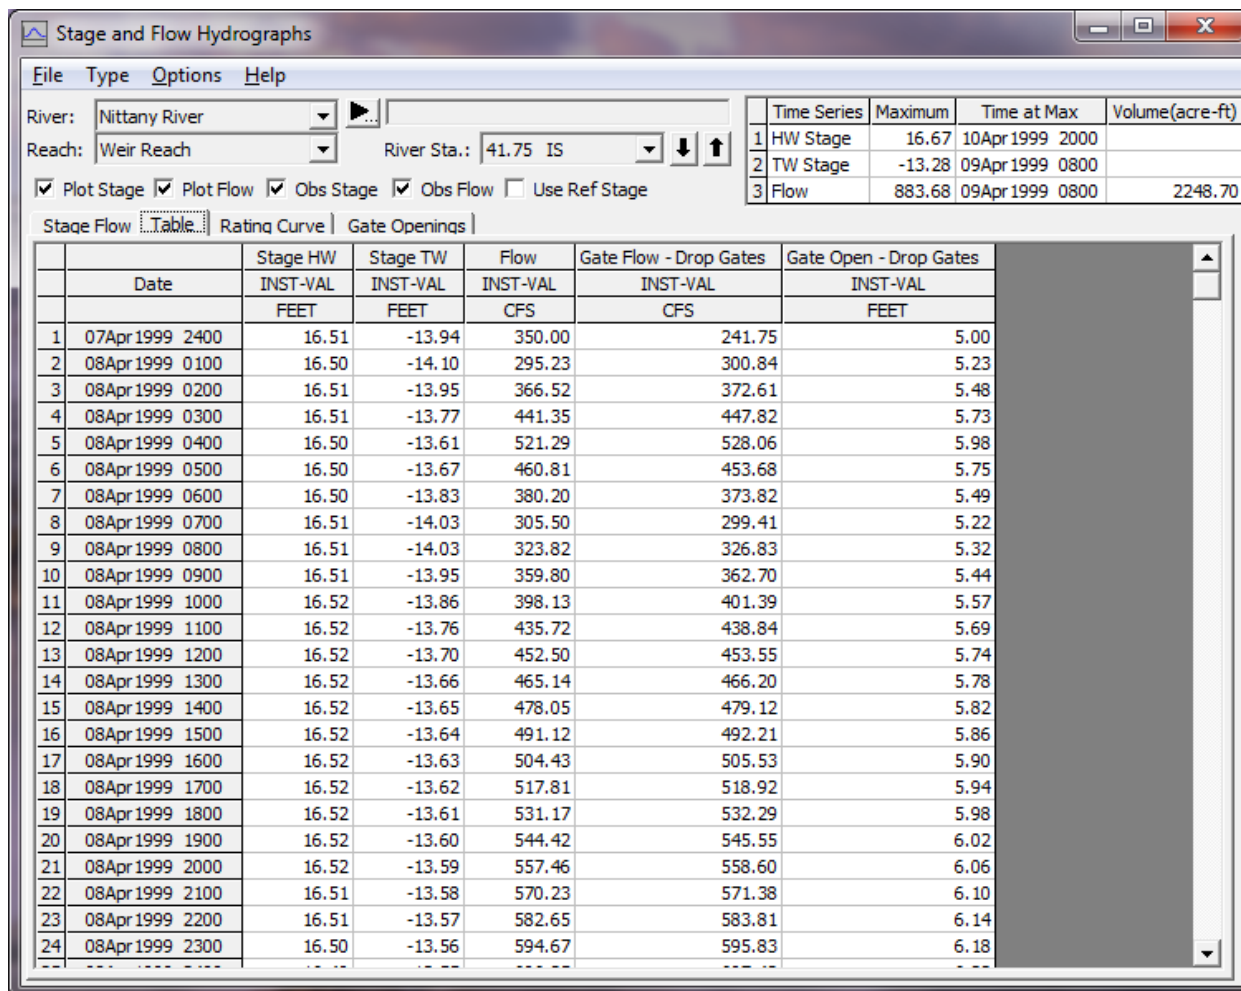 Stage and Flow Hydrographs
File Type Options Help
River: Nittany River ...
Reach: Weir Reach River Sta.: 41.75 IS
Plot Stage Plot Flow Obs Stage Obs Flow Use Ref Stage
Time Series Maximum Time at Max Volume(acre-ft)
1 HW Stage 16.67 10Apr1999 2000
2 TW Stage -13.28 09Apr1999 0800
3 Flow 883.68 09Apr1999 0800 2248.70
Stage Flow Table Rating Curve Gate Openings
Stage HW Stage TW Flow Gate Flow - Drop Gates Gate Open - Drop Gates
Date INST-VAL INST-VAL INST-VAL INST-VAL INST-VAL
FEET FEET CFS CFS FEET
1 07Apr1999 2400 16.51 -13.94 350.00 241.75 5.00
2 08Apr1999 0100 16.50 -14.10 295.23 300.84 5.23
3 08Apr1999 0200 16.51 -13.95 366.52 372.61 5.48
4 08Apr1999 0300 16.51 -13.77 441.35 447.82 5.73
5 08Apr1999 0400 16.50 -13.61 521.29 528.06 5.98
6 08Apr1999 0500 16.50 -13.67 460.81 453.68 5.75
7 08Apr1999 0600 16.50 -13.83 380.20 373.82 5.49
8 08Apr1999 0700 16.51 -14.03 305.50 299.41 5.22
9 08Apr1999 0800 16.51 -14.03 323.82 326.83 5.32
10 08Apr1999 0900 16.51 -13.95 359.80 362.70 5.44
11 08Apr1999 1000 16.52 -13.86 398.13 401.39 5.57
12 08Apr1999 1100 16.52 -13.76 435.72 438.84 5.69
13 08Apr1999 1200 16.52 -13.70 452.50 453.55 5.74
14 08Apr1999 1300 16.52 -13.66 465.14 466.20 5.78
15 08Apr1999 1400 16.52 -13.65 478.05 479.12 5.82
16 08Apr1999 1500 16.52 -13.64 491.12 492.21 5.86
17 08Apr1999 1600 16.52 -13.63 504.43 505.53 5.90
18 08Apr1999 1700 16.52 -13.62 517.81 518.92 5.94
19 08Apr1999 1800 16.52 -13.61 531.17 532.29 5.98
20 08Apr1999 1900 16.52 -13.60 544.42 545.55 6.02
21 08Apr1999 2000 16.52 -13.59 557.46 558.60 6.06
22 08Apr1999 2100 16.51 -13.58 570.23 571.38 6.10
23 08Apr1999 2200 16.51 -13.57 582.65 583.81 6.14
24 08Apr1999 2300 16.50 -13.56 594.67 595.83 6.18